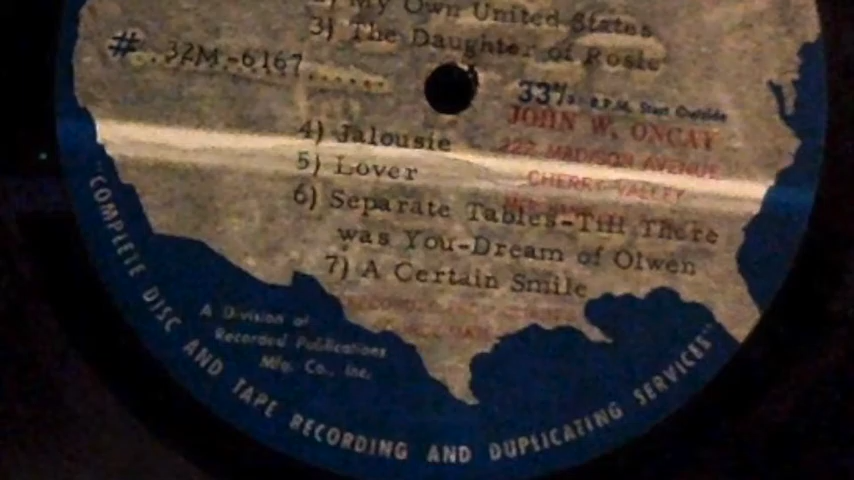 My Own United States
3) The Daughter of Rosie
# 32M-6167
33⅓ R.P.M. Start Outside
JOHN W. ONCAY
222 MADISON AVENUE
CHERRY VALLEY
4) Jalousie
5) Lover
6) Separate Tables-Till There
was You-Dream of Olwen
7) A Certain Smile
A Division of
Recorded Publications
Mfg. Co., Inc.
"COMPLETE DISC AND TAPE RECORDING AND DUPLICATING SERVICES"